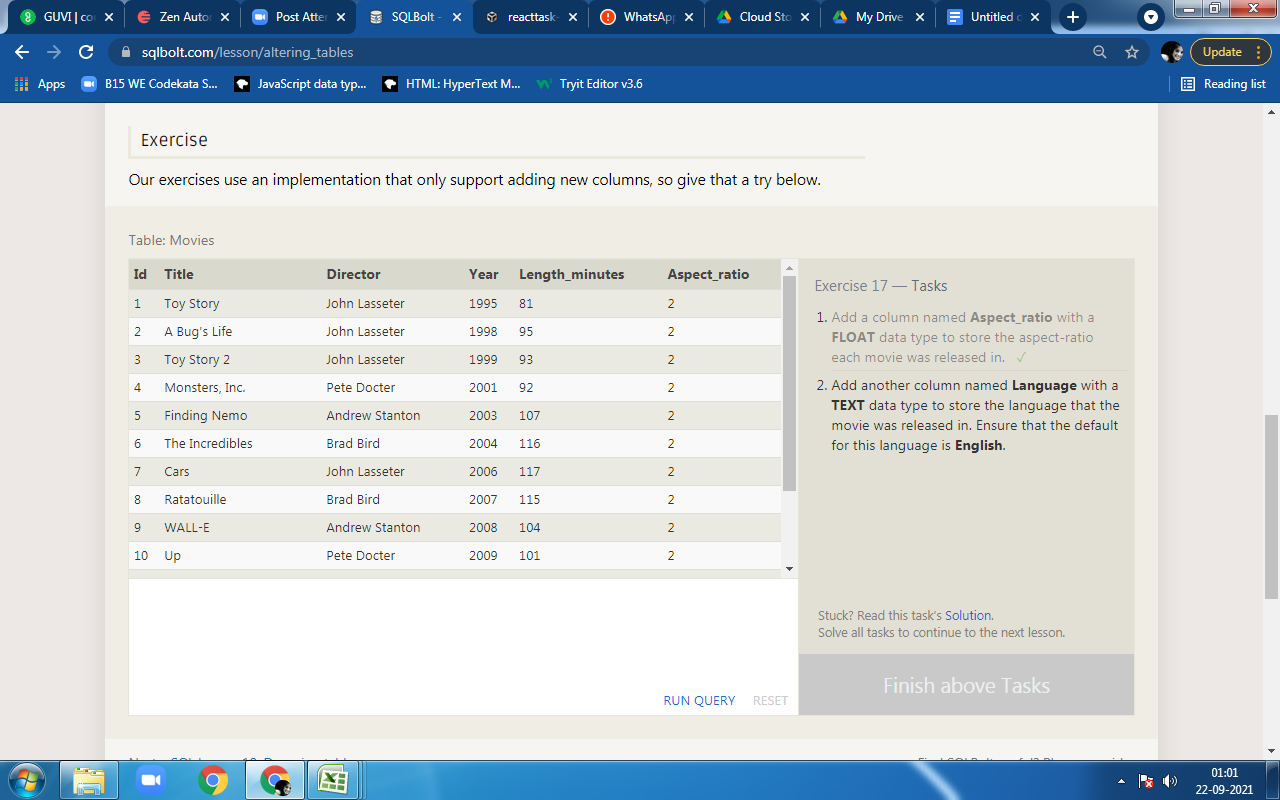 GUVI | co
Zen Auto
Post Atte
SQLBolt -
reacttask-
WhatsApp
Cloud Sto
My Drive
Untitled
sqlbolt.com/lesson/altering_tables
Update
Apps
B15 WE Codekata S...
JavaScript data typ...
HTML: HyperText M...
Tryit Editor v3.6
Reading list
Exercise
Our exercises use an implementation that only support adding new columns, so give that a try below.
Table: Movies
Id Title Director Year Length_minutes Aspect_ratio
1 Toy Story John Lasseter 1995 81 2
2 A Bug's Life John Lasseter 1998 95 2
3 Toy Story 2 John Lasseter 1999 93 2
4 Monsters, Inc. Pete Docter 2001 92 2
5 Finding Nemo Andrew Stanton 2003 107 2
6 The Incredibles Brad Bird 2004 116 2
7 Cars John Lasseter 2006 117 2
8 Ratatouille Brad Bird 2007 115 2
9 WALL-E Andrew Stanton 2008 104 2
10 Up Pete Docter 2009 101 2
RUN QUERY RESET
Exercise 17 — Tasks
1. Add a column named Aspect_ratio with a
FLOAT data type to store the aspect-ratio
each movie was released in. ✓
2. Add another column named Language with a
TEXT data type to store the language that the
movie was released in. Ensure that the default
for this language is English.
Stuck? Read this task's Solution.
Solve all tasks to continue to the next lesson.
Finish above Tasks
01:01
22-09-2021